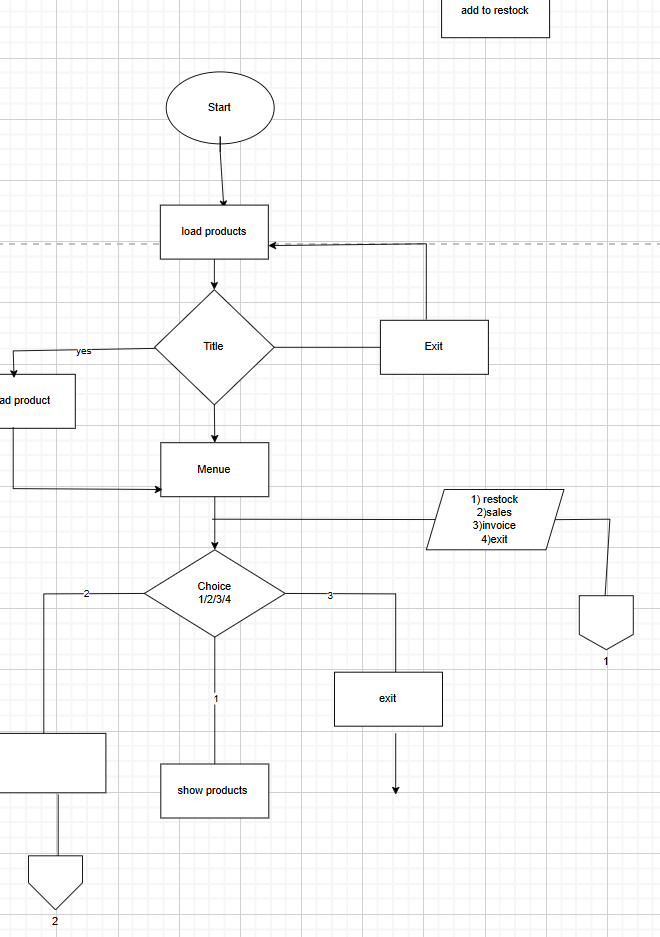 add to restock
Start
load products
Title
yes
Exit
ad product
Menue
1) restock
2)sales
3)invoice
4)exit
Choice
1/2/3/4
2
3
1
1
exit
show products
2